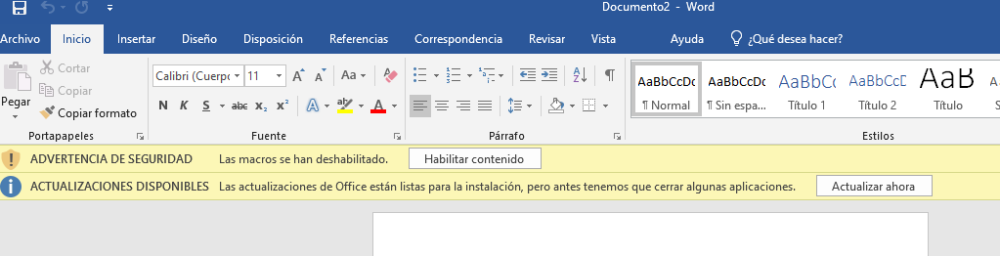 Documento2 - Word
Archivo Inicio Insertar Diseño Disposición Referencias Correspondencia Revisar Vista Ayuda ¿Qué desea hacer?
Cortar
Copiar
Copiar formato
Pegar
Portapapeles
Calibri (Cuerpo 11 A A Aa A
N K S abc x₂ x² A ab A
Fuente
Párrafo
AaBbCcDc AaBbCcDc AaBbCc AaBbCcD AaB
¶ Normal ¶ Sin espa... Título 1 Título 2 Título
Estilos
ADVERTENCIA DE SEGURIDAD Las macros se han deshabilitado. Habilitar contenido
ACTUALIZACIONES DISPONIBLES Las actualizaciones de Office están listas para la instalación, pero antes tenemos que cerrar algunas aplicaciones. Actualizar ahora